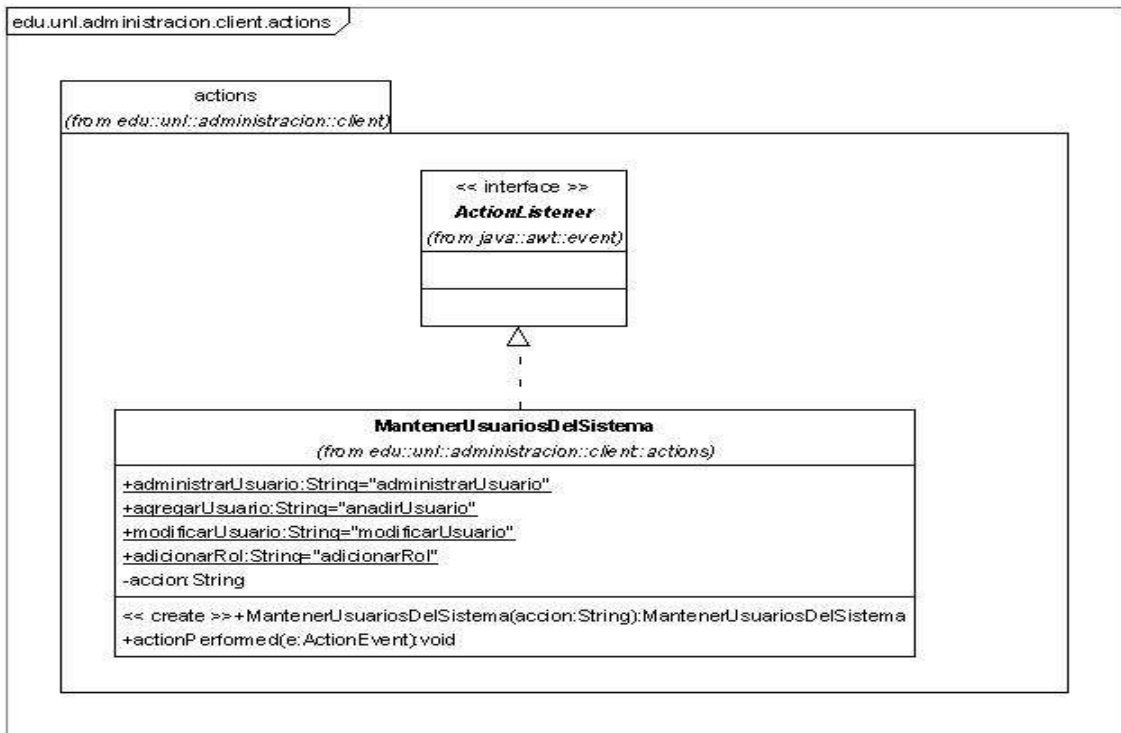 edu.unl.administracion.client.actions
actions
(from edu::unl::administracion::client)
<< interface >>
ActionListener
(from java::awt::event)
MantenerUsuariosDelSistema
(from edu::unl::administracion::client::actions)
+administrarUsuario:String="administrarUsuario"
+agregarUsuario:String="anadirUsuario"
+modificarUsuario:String="modificarUsuario"
+adicionarRol:String="adicionarRol"
-accion:String
<< create >>+MantenerUsuariosDelSistema(accion:String):MantenerUsuariosDelSistema
+actionPerformed(e:ActionEvent):void